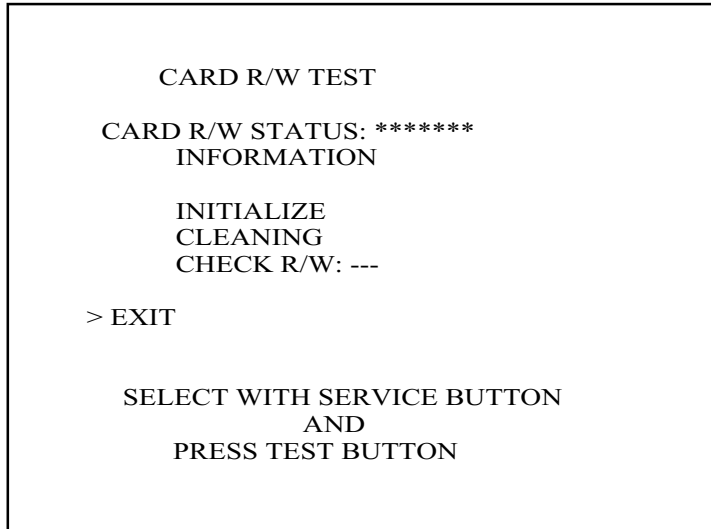 CARD R/W TEST
CARD R/W STATUS: *******
INFORMATION
INITIALIZE
CLEANING
CHECK R/W: ---
> EXIT
SELECT WITH SERVICE BUTTON
AND
PRESS TEST BUTTON